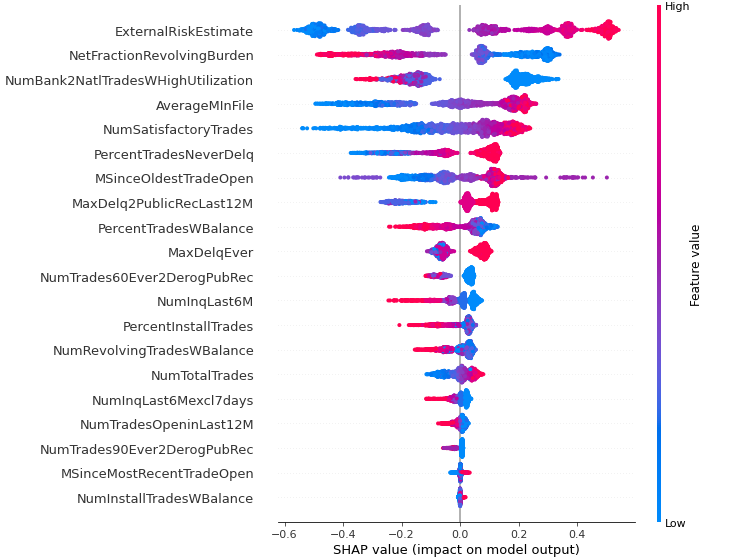 High
ExternalRiskEstimate
NetFractionRevolvingBurden
NumBank2NatlTradesWHighUtilization
AverageMInFile
NumSatisfactoryTrades
PercentTradesNeverDelq
MSinceOldestTradeOpen
MaxDelq2PublicRecLast12M
PercentTradesWBalance
MaxDelqEver
NumTrades60Ever2DerogPubRec
NumInqLast6M
PercentInstallTrades
NumRevolvingTradesWBalance
NumTotalTrades
NumInqLast6Mexcl7days
NumTradesOpeninLast12M
NumTrades90Ever2DerogPubRec
MSinceMostRecentTradeOpen
NumInstallTradesWBalance
Feature value
Low
−0.6 −0.4 −0.2 0.0 0.2 0.4
SHAP value (impact on model output)